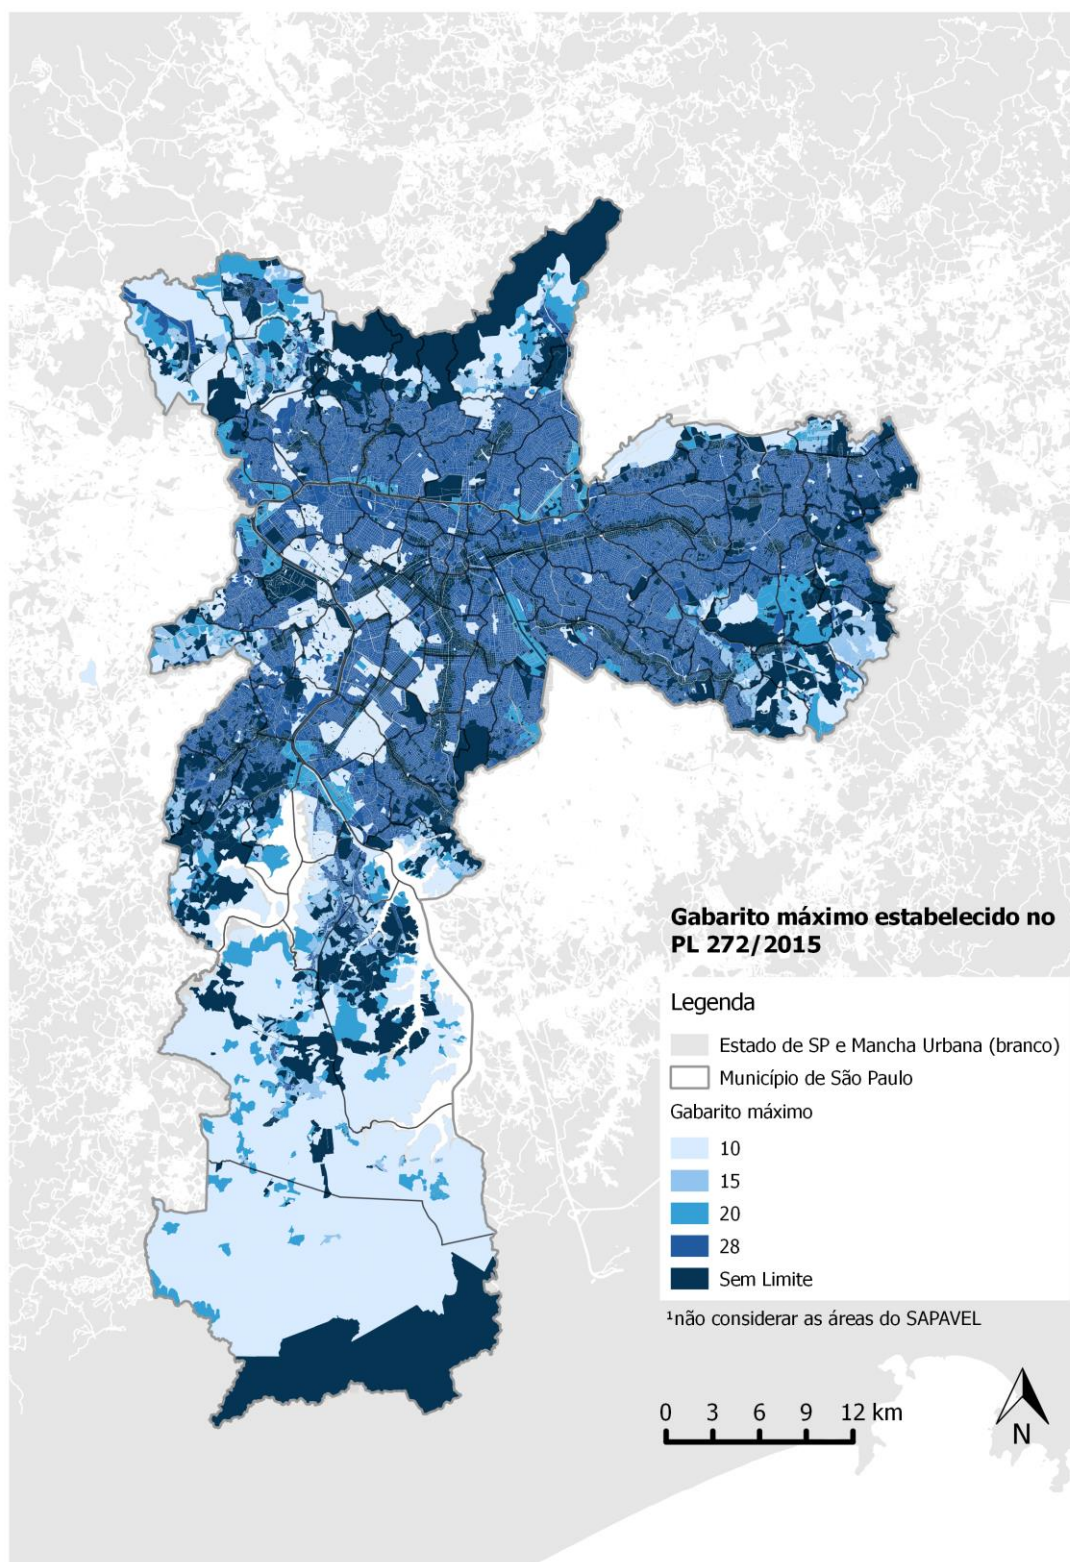 Gabarito máximo estabelecido no
PL 272/2015
Legenda
Estado de SP e Mancha Urbana (branco)
Município de São Paulo
Gabarito máximo
10
15
20
28
Sem Limite
¹não considerar as áreas do SAPAVEL
0 3 6 9 12 km
N